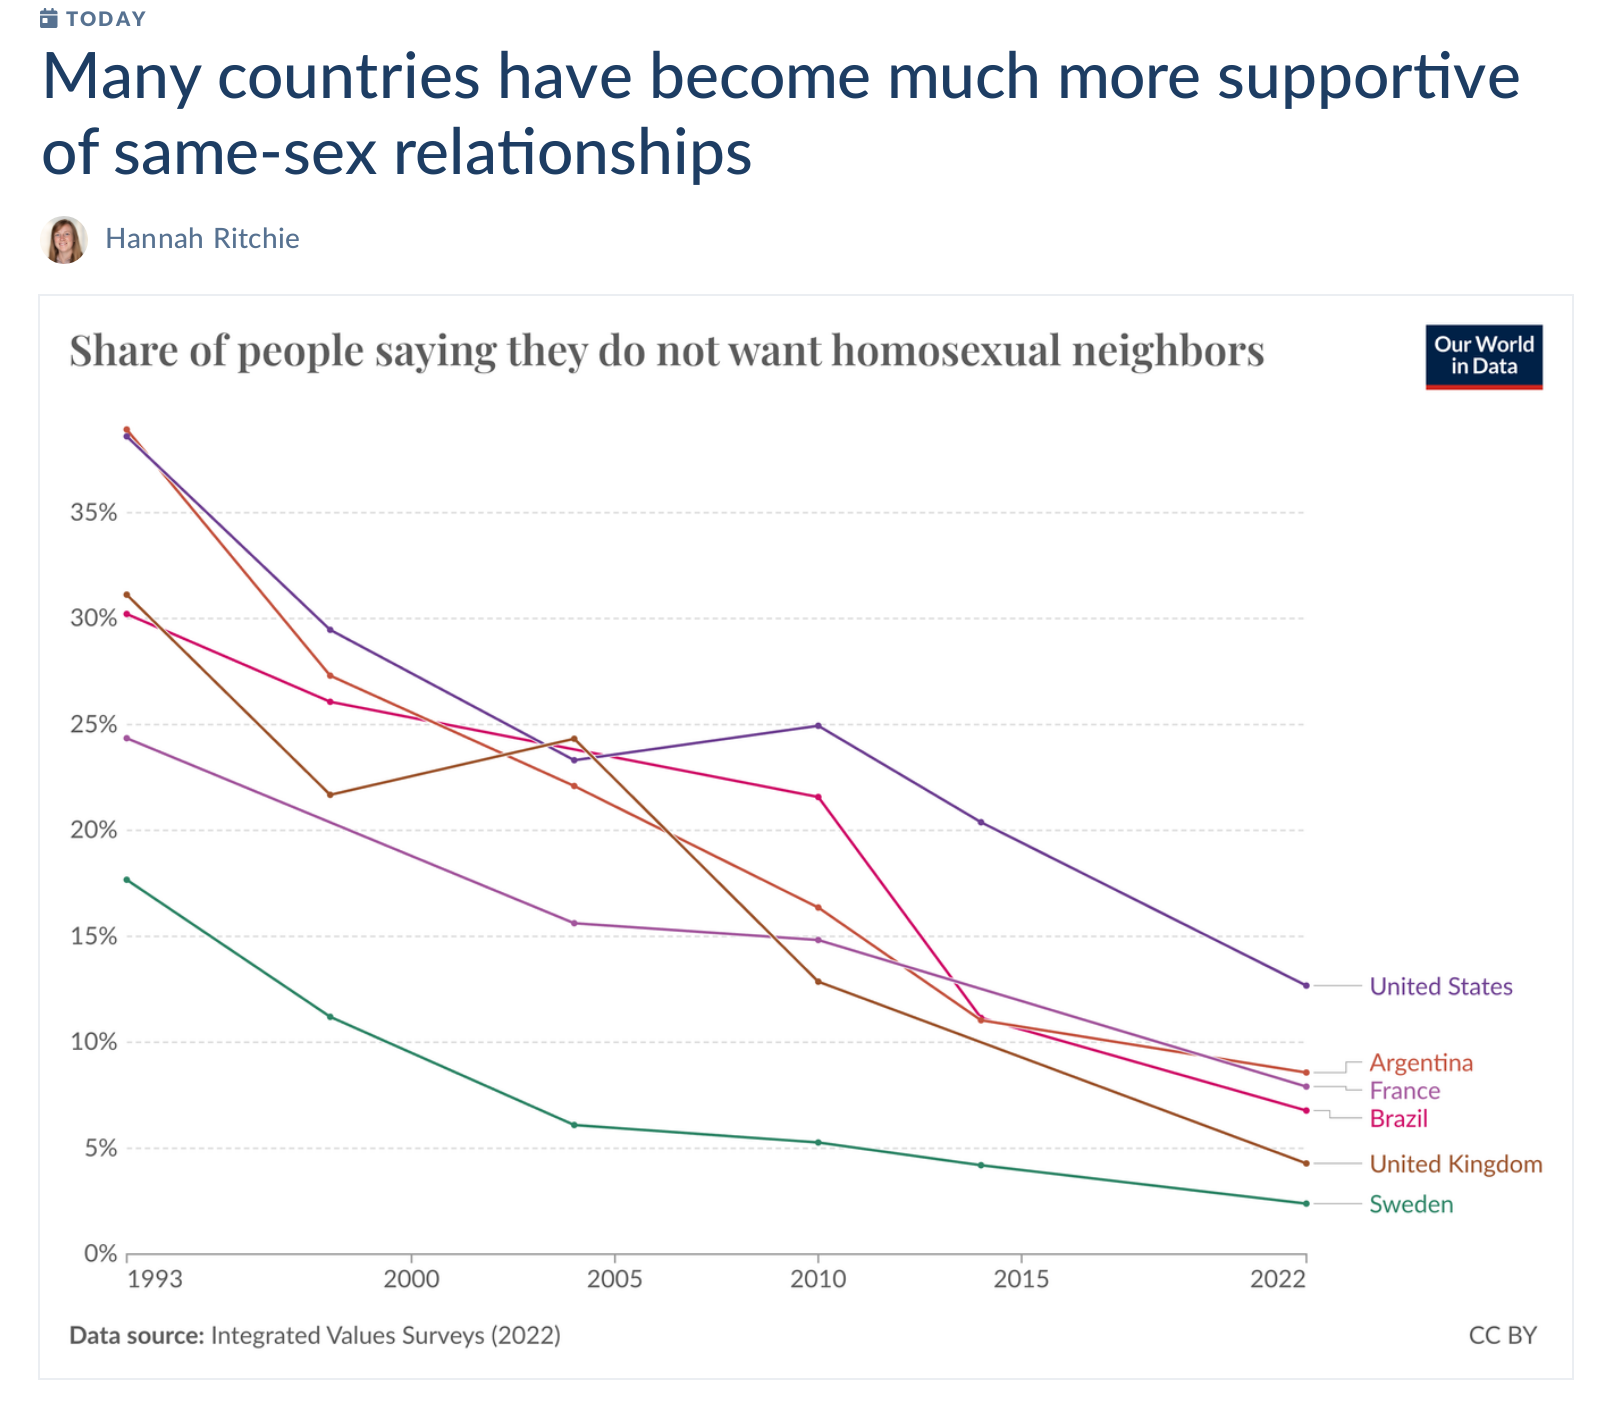 TODAY
Many countries have become much more supportive
of same-sex relationships
Hannah Ritchie
Share of people saying they do not want homosexual neighbors
Our World
in Data
35%
30%
25%
20%
15%
10%
5%
0%
United States
Argentina
France
Brazil
United Kingdom
Sweden
1993
2000
2005
2010
2015
2022
Data source: Integrated Values Surveys (2022)
CC BY